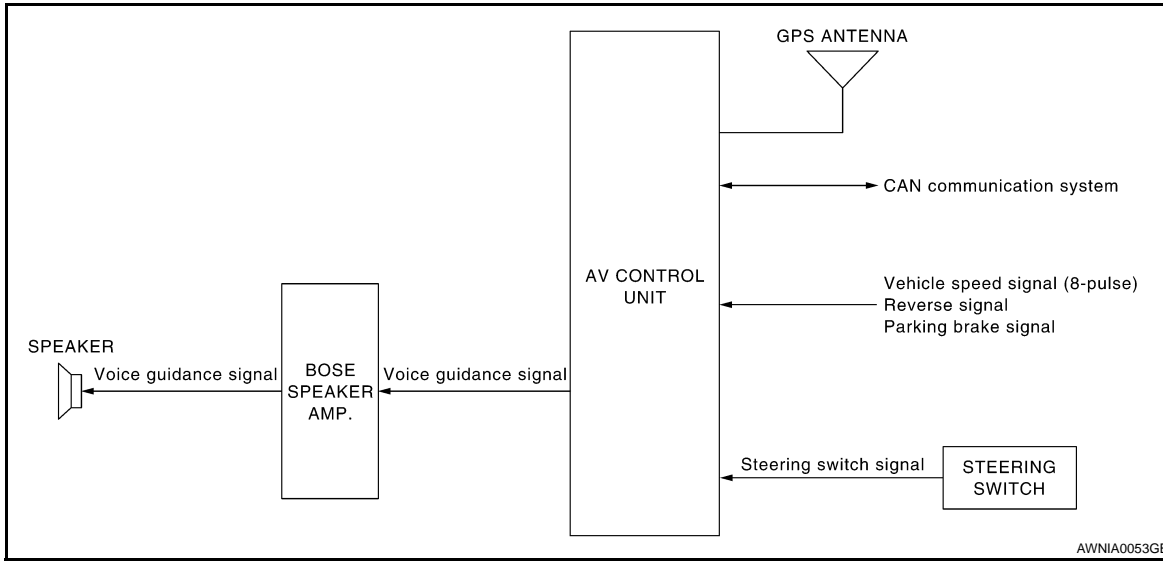 GPS ANTENNA
CAN communication system
AV CONTROL
UNIT
Vehicle speed signal (8-pulse)
Reverse signal
Parking brake signal
SPEAKER
Voice guidance signal
BOSE
SPEAKER
AMP.
Voice guidance signal
Steering switch signal
STEERING
SWITCH